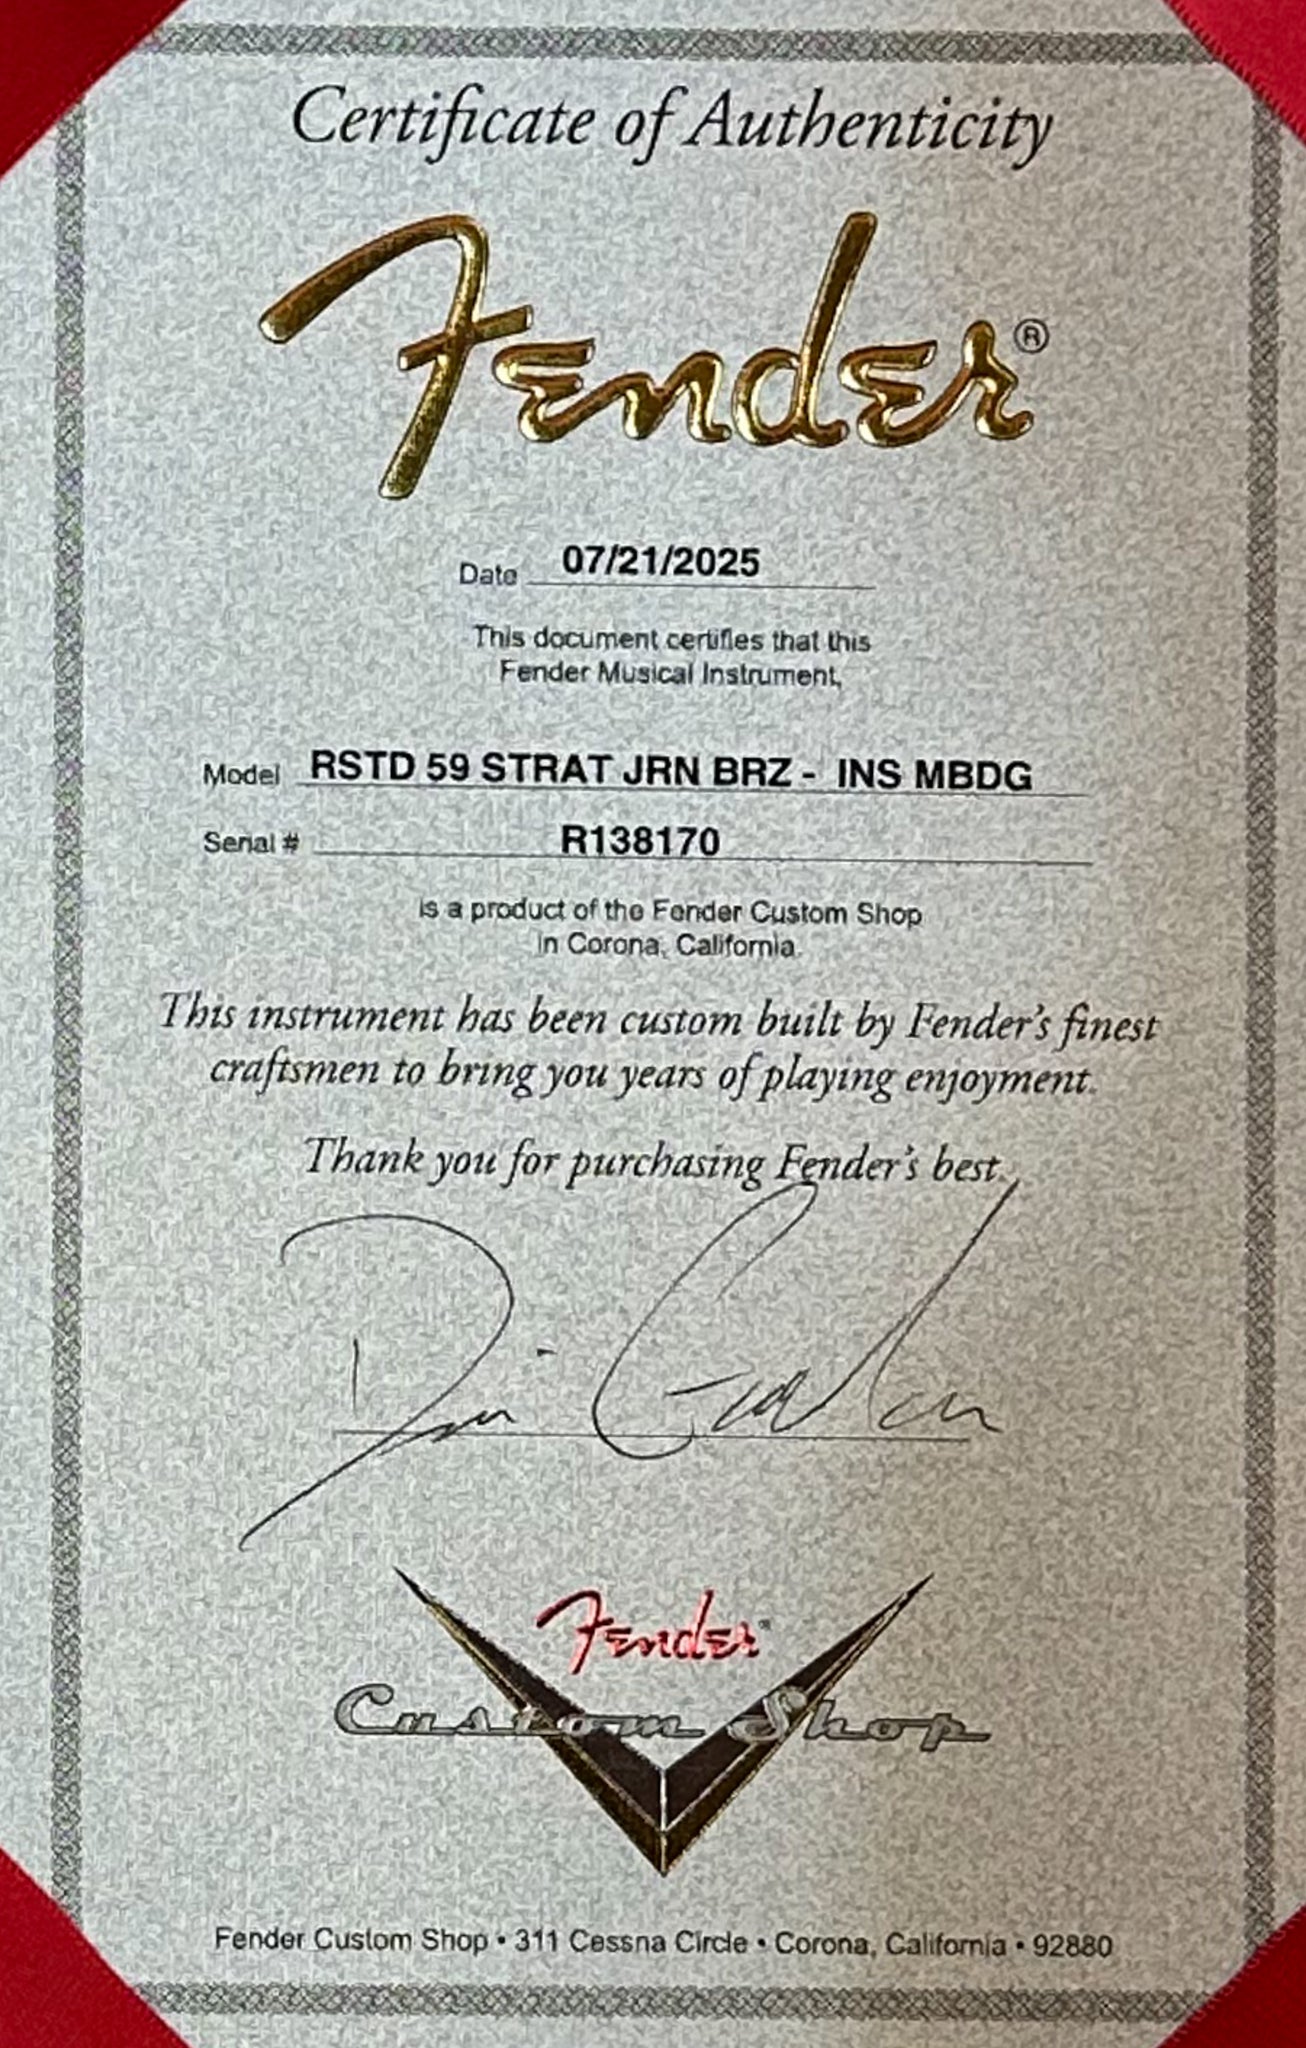 Certificate of Authenticity
Fender®
Date 07/21/2025
This document certifies that this
Fender Musical Instrument,
Model RSTD 59 STRAT JRN BRZ - INS MBDG
Serial # R138170
is a product of the Fender Custom Shop
in Corona, California.
This instrument has been custom built by Fender's finest
craftsmen to bring you years of playing enjoyment.
Thank you for purchasing Fender's best.
Fender®
Custom Shop
Fender Custom Shop • 311 Cessna Circle • Corona, California • 92880